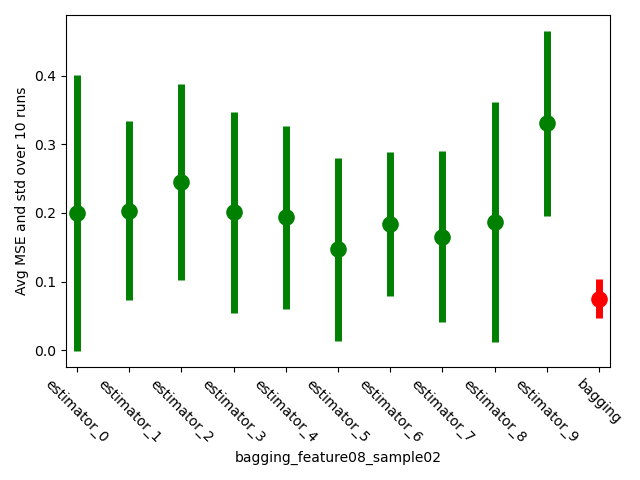 Avg MSE and std over 10 runs
0.4
0.3
0.2
0.1
0.0
estimator_0
estimator_1
estimator_2
estimator_3
estimator_4
estimator_5
estimator_6
estimator_7
estimator_8
estimator_9
bagging
bagging_feature08_sample02